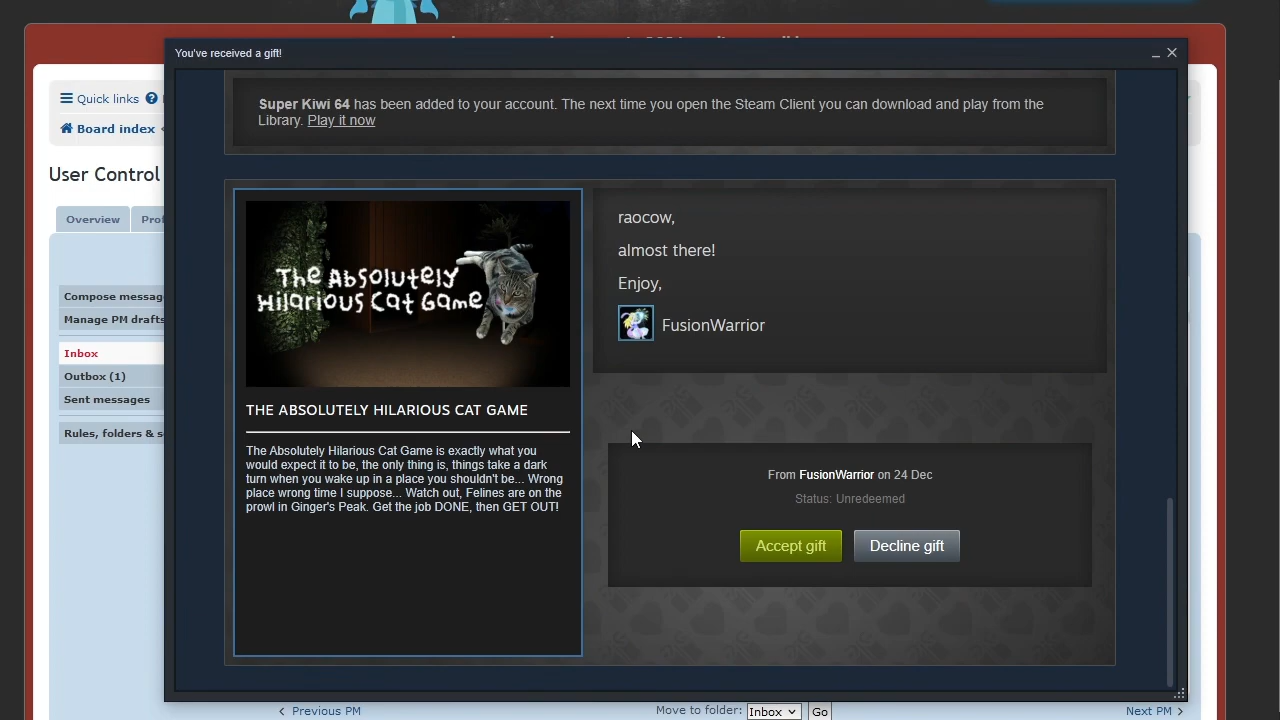 You've received a gift!
Super Kiwi 64 has been added to your account. The next time you open the Steam Client you can download and play from the
Library. Play it now
Quick links
Board index
User Control
Overview
Compose messag
Manage PM drafts
Inbox
Outbox (1)
Sent messages
Rules, folders & s
The Absolutely
Hilarious Cat Game
THE ABSOLUTELY HILARIOUS CAT GAME
The Absolutely Hilarious Cat Game is exactly what you
would expect it to be, the only thing is, things take a dark
turn when you wake up in a place you shouldn't be... Wrong
place wrong time I suppose... Watch out, Felines are on the
prowl in Ginger's Peak. Get the job DONE, then GET OUT!
raocow,
almost there!
Enjoy,
FusionWarrior
From FusionWarrior on 24 Dec
Status: Unredeemed
Accept gift
Decline gift
Previous PM
Move to folder: Inbox Go
Next PM